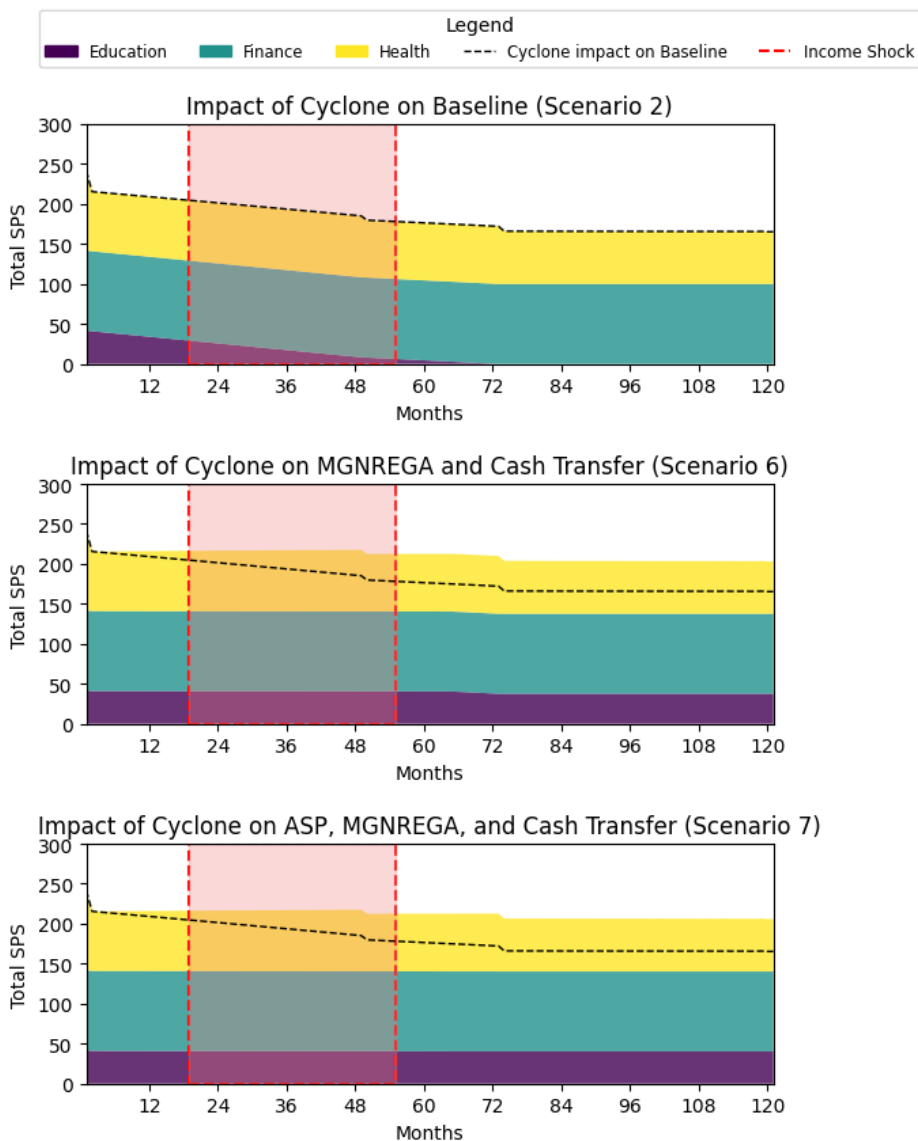 Legend
Education Finance Health Cyclone impact on Baseline Income Shock
Impact of Cyclone on Baseline (Scenario 2)
300
250
200
150
100
50
0
Total SPS
12 24 36 48 60 72 84 96 108 120
Months
Impact of Cyclone on MGNREGA and Cash Transfer (Scenario 6)
300
250
200
150
100
50
0
Total SPS
12 24 36 48 60 72 84 96 108 120
Months
Impact of Cyclone on ASP, MGNREGA, and Cash Transfer (Scenario 7)
300
250
200
150
100
50
0
Total SPS
12 24 36 48 60 72 84 96 108 120
Months